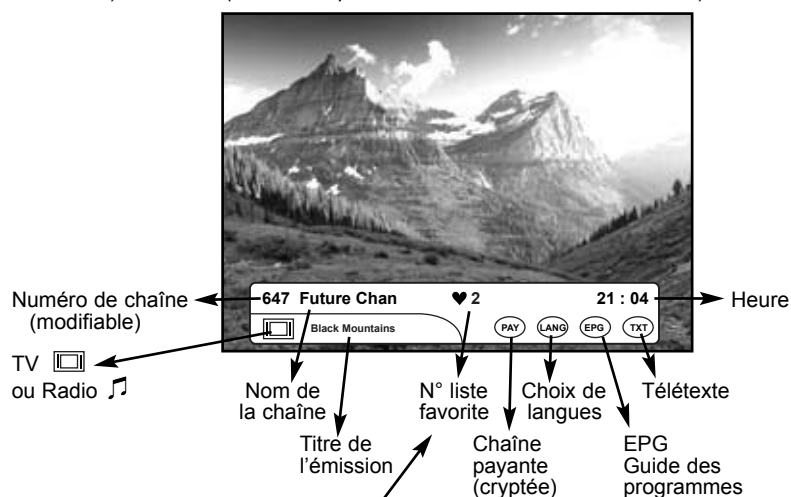 647 Future Chan ♥ 2 21 : 04
Black Mountains PAY LANG EPG TXT
Numéro de chaîne
(modifiable)
Heure
TV
ou Radio
Nom de
la chaîne
N° liste
favorite
Choix de
langues
Télétexte
Titre de
l'émission
Chaîne
payante
(cryptée)
EPG
Guide des
programmes